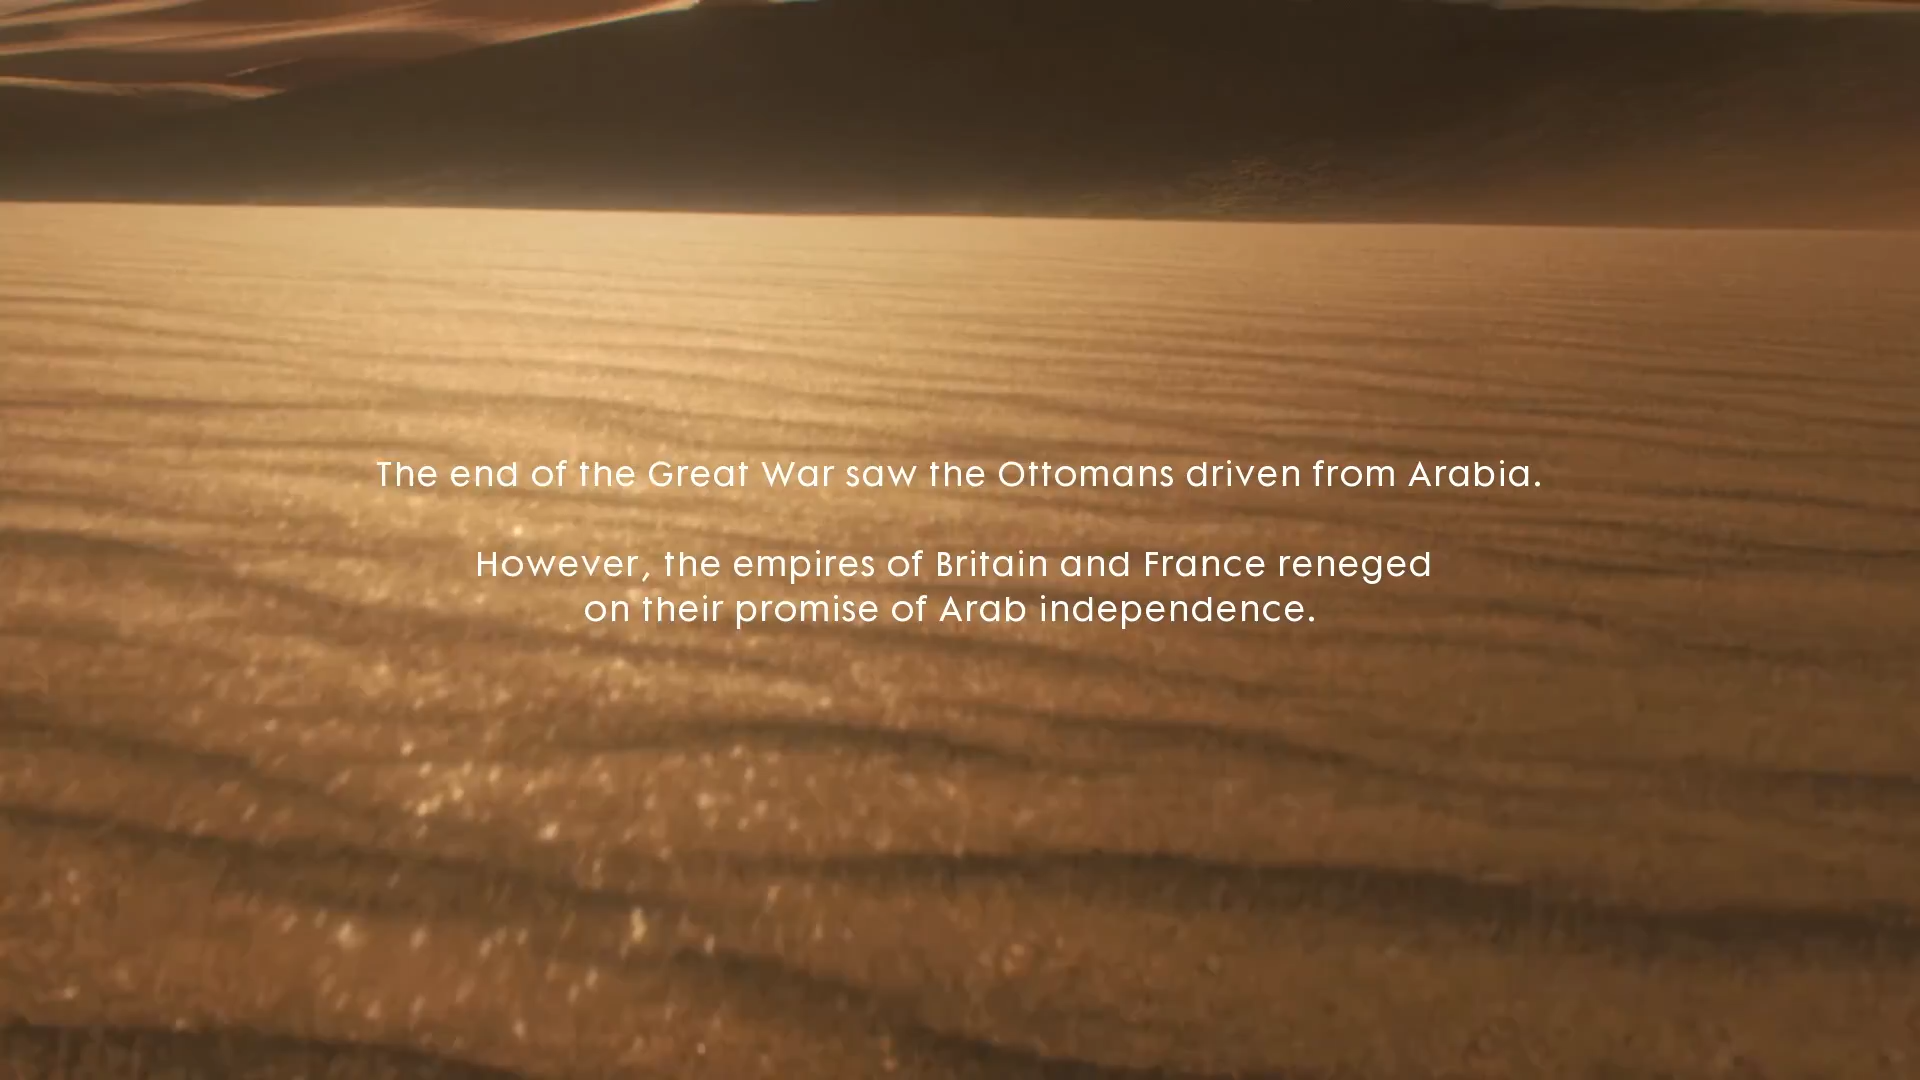 The end of the Great War saw the Ottomans driven from Arabia.
However, the empires of Britain and France reneged
on their promise of Arab independence.